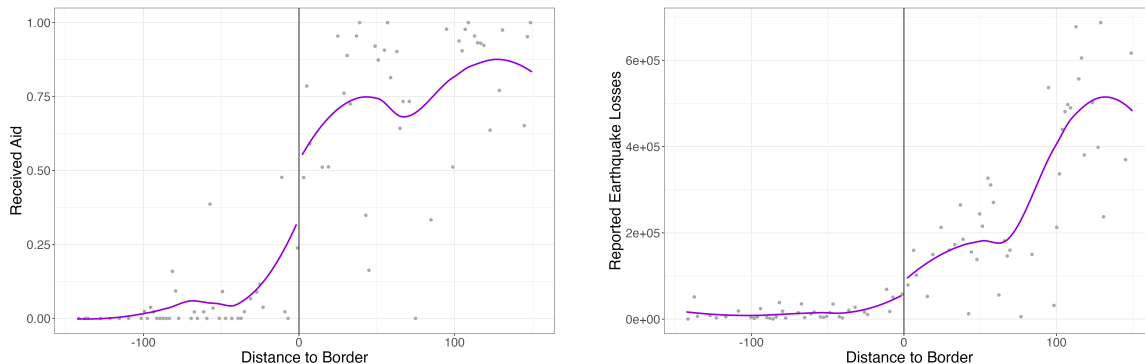 1.00
0.75
0.50
0.25
0.00
Received Aid
-100
0
100
Distance to Border
6e+05
4e+05
2e+05
0e+00
Reported Earthquake Losses
-100
0
100
Distance to Border